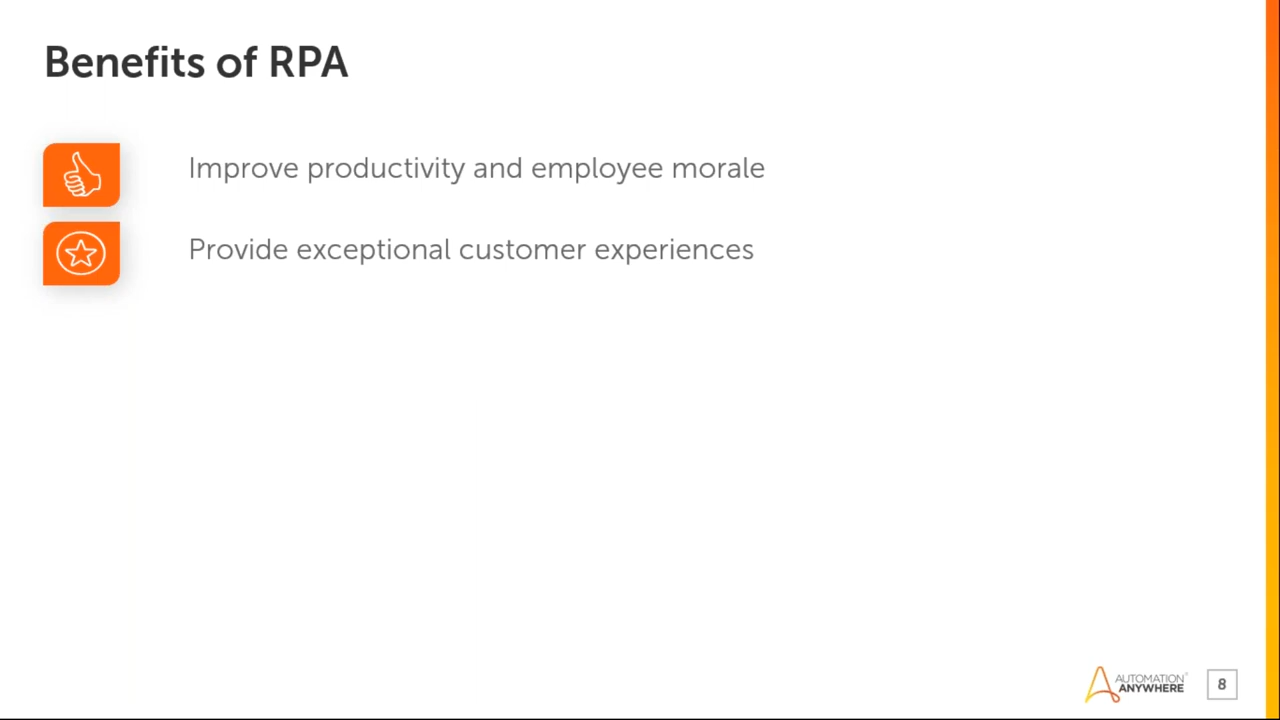 Benefits of RPA
Improve productivity and employee morale
Provide exceptional customer experiences
AUTOMATION
ANYWHERE
8